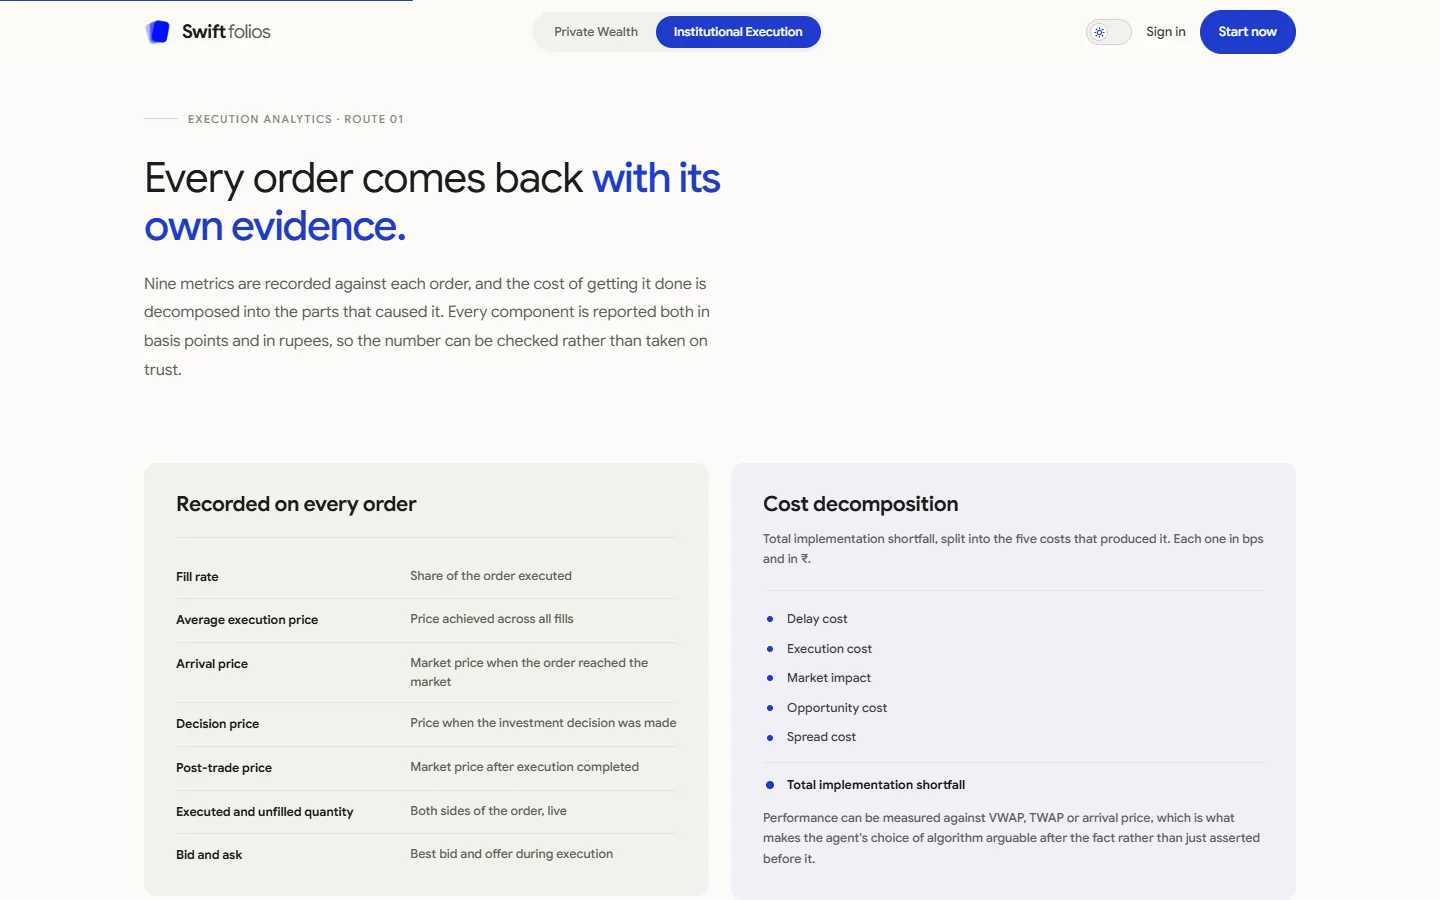 Swiftfolios
Private Wealth
Institutional Execution
Sign in
Start now
EXECUTION ANALYTICS · ROUTE 01
Every order comes back with its
own evidence.
Nine metrics are recorded against each order, and the cost of getting it done is
decomposed into the parts that caused it. Every component is reported both in
basis points and in rupees, so the number can be checked rather than taken on
trust.
Recorded on every order
Fill rate
Share of the order executed
Average execution price
Price achieved across all fills
Arrival price
Market price when the order reached the
market
Decision price
Price when the investment decision was made
Post-trade price
Market price after execution completed
Executed and unfilled quantity
Both sides of the order, live
Bid and ask
Best bid and offer during execution
Cost decomposition
Total implementation shortfall, split into the five costs that produced it. Each one in bps
and in ₹.
Delay cost
Execution cost
Market impact
Opportunity cost
Spread cost
Total implementation shortfall
Performance can be measured against VWAP, TWAP or arrival price, which is what
makes the agent's choice of algorithm arguable after the fact rather than just asserted
before it.